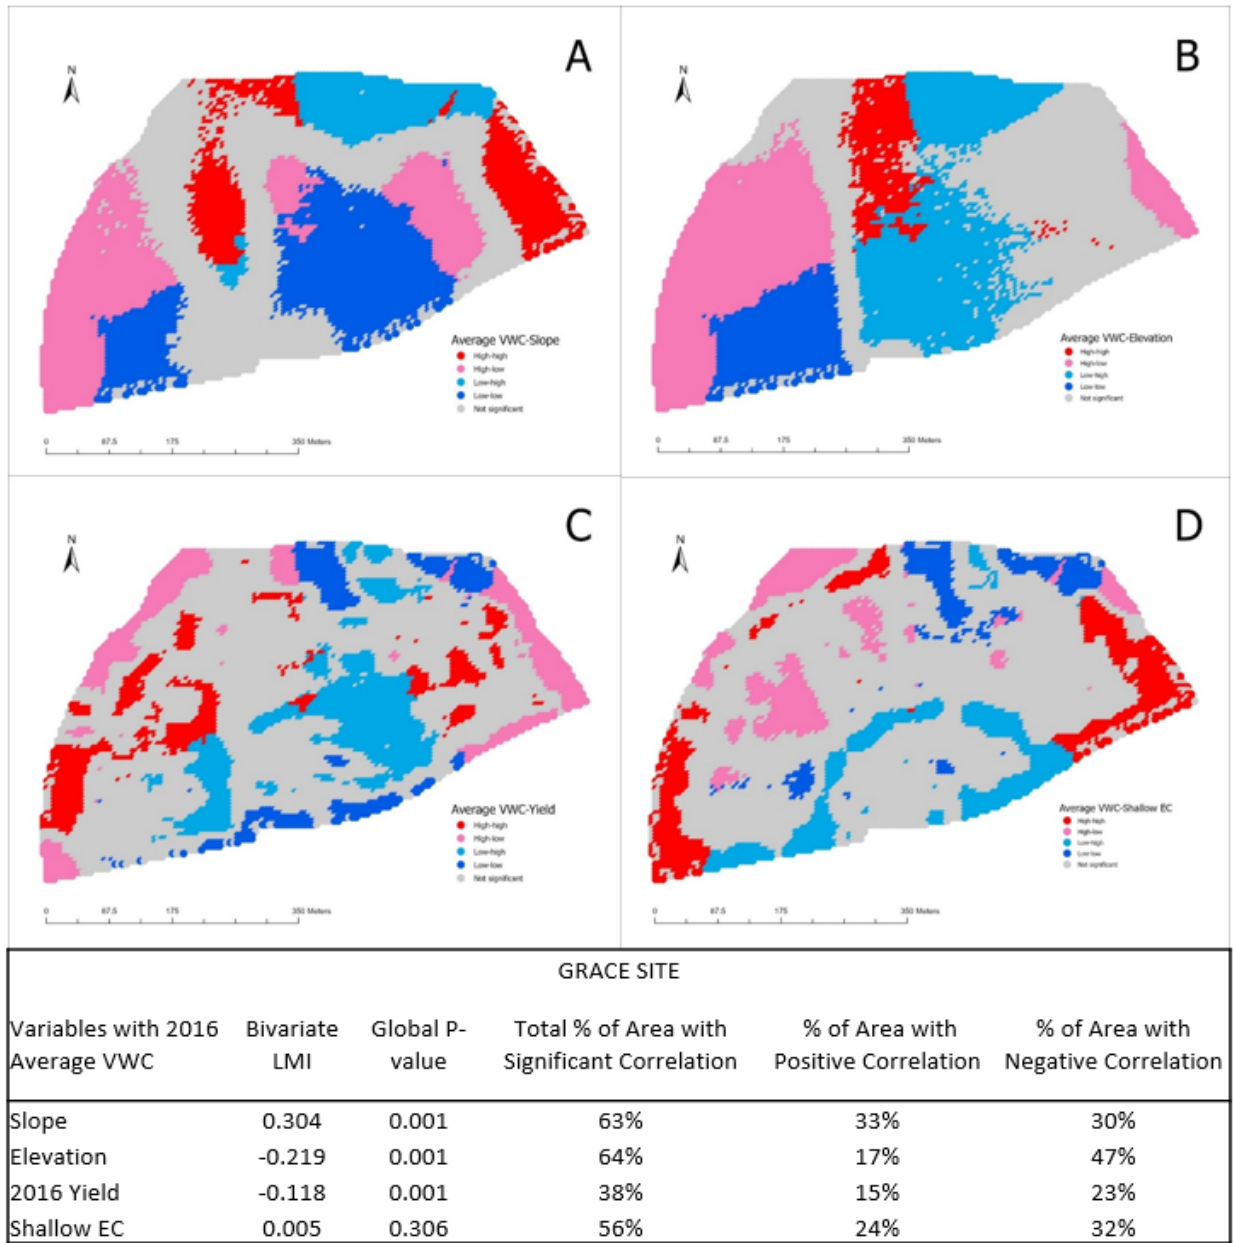 A
N
Average VWC-Slope
High-high
High-low
Low-high
Low-low
Not significant
0 87.5 175 350 Meters
B
N
Average VWC-Elevation
High-high
High-low
Low-high
Low-low
Not significant
0 87.5 175 350 Meters
C
N
Average VWC-Yield
High-high
High-low
Low-high
Low-low
Not significant
0 87.5 175 350 Meters
D
N
Average VWC-Shallow EC
High-high
High-low
Low-high
Low-low
Not significant
0 87.5 175 350 Meters
GRACE SITE
Variables with 2016 Bivariate Global P- Total % of Area with % of Area with % of Area with
Average VWC LMI value Significant Correlation Positive Correlation Negative Correlation
Slope 0.304 0.001 63% 33% 30%
Elevation -0.219 0.001 64% 17% 47%
2016 Yield -0.118 0.001 38% 15% 23%
Shallow EC 0.005 0.306 56% 24% 32%